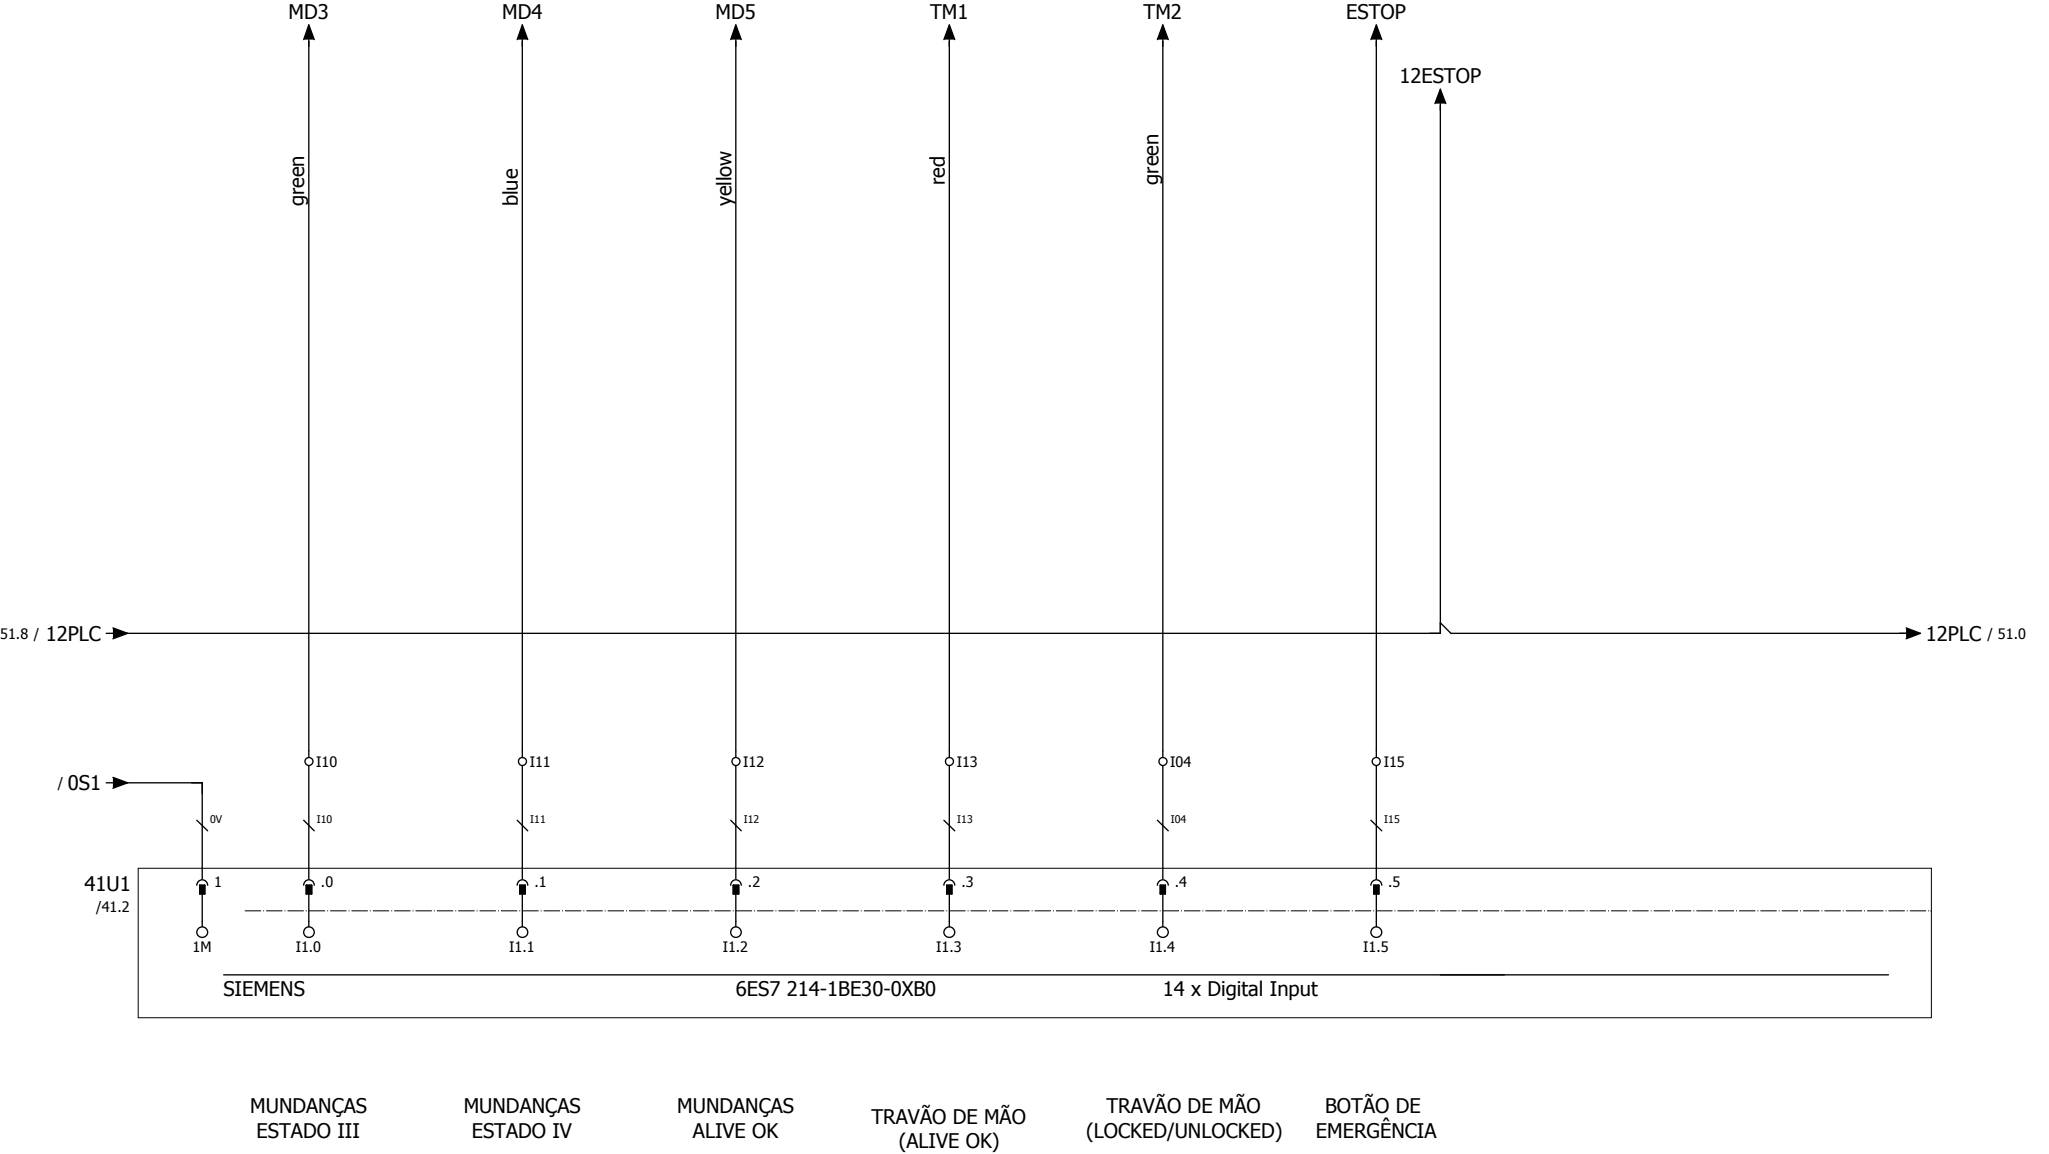 MD3 MD4 MD5 TM1 TM2 ESTOP
12ESTOP
green blue yellow red green
51.8 / 12PLC 12PLC / 51.0
I10 I11 I12 I13 I04 I15
/ 0S1
0V I10 I11 I12 I13 I04 I15
41U1 1 .0 .1 .2 .3 .4 .5
/41.2
1M I1.0 I1.1 I1.2 I1.3 I1.4 I1.5
SIEMENS 6ES7 214-1BE30-0XB0 14 x Digital Input
MUNDANÇAS
ESTADO III
MUNDANÇAS
ESTADO IV
MUNDANÇAS
ALIVE OK
TRAVÃO DE MÃO
(ALIVE OK)
TRAVÃO DE MÃO
(LOCKED/UNLOCKED)
BOTÃO DE
EMERGÊNCIA